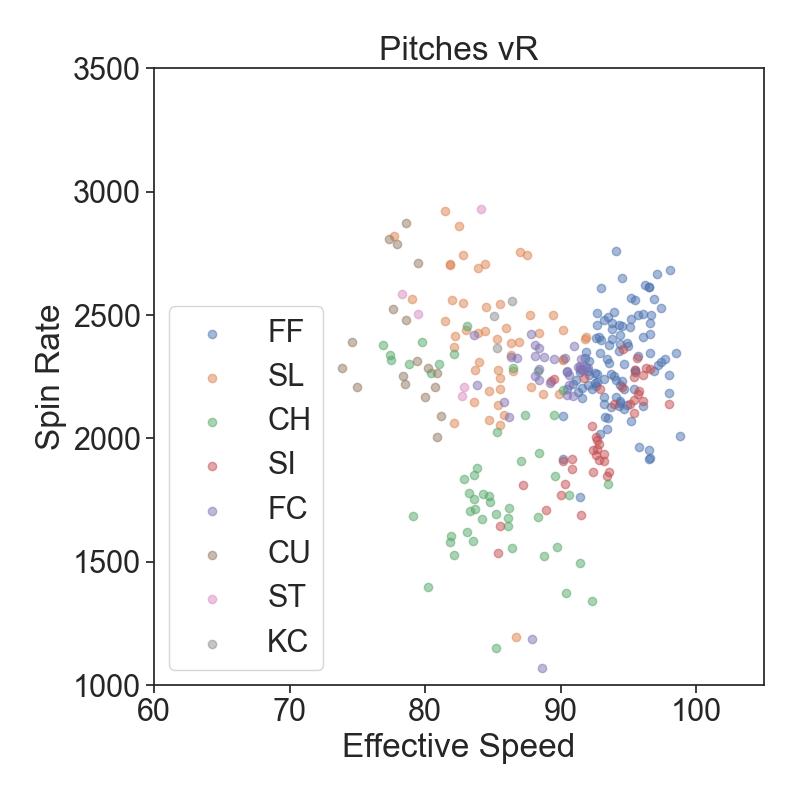 Pitches vR
3500
3000
2500
2000
1500
1000
Spin Rate
FF
SL
CH
SI
FC
CU
ST
KC
60 70 80 90 100
Effective Speed